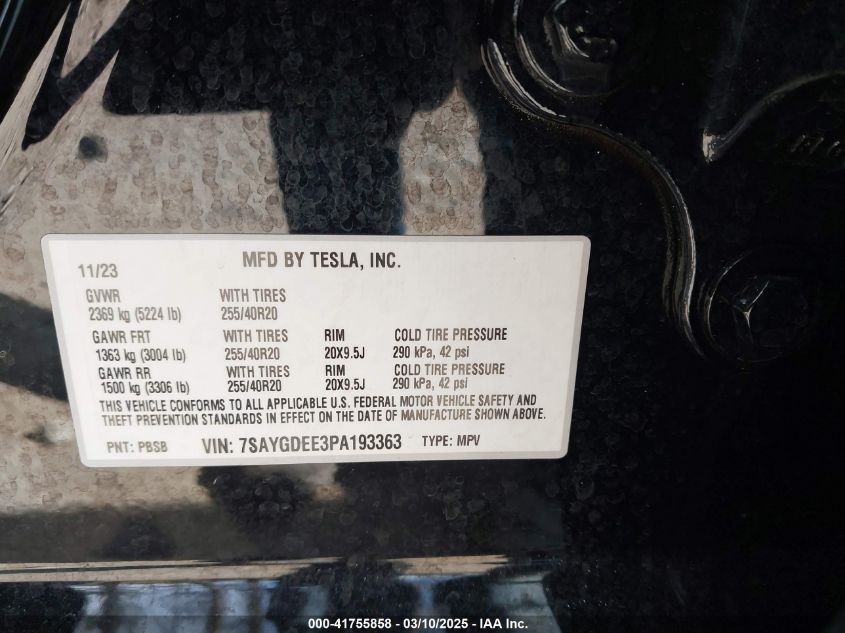 11/23 MFD BY TESLA, INC.
GVWR WITH TIRES
2369 kg (5224 lb) 255/40R20
GAWR FRT WITH TIRES RIM COLD TIRE PRESSURE
1363 kg (3004 lb) 255/40R20 20X9.5J 290 kPa, 42 psi
GAWR RR WITH TIRES RIM COLD TIRE PRESSURE
1500 kg (3306 lb) 255/40R20 20X9.5J 290 kPa, 42 psi
THIS VEHICLE CONFORMS TO ALL APPLICABLE U.S. FEDERAL MOTOR VEHICLE SAFETY AND
THEFT PREVENTION STANDARDS IN EFFECT ON THE DATE OF MANUFACTURE SHOWN ABOVE.
PNT: PBSB VIN: 7SAYGDEE3PA193363 TYPE: MPV
000-41755858 - 03/10/2025 - IAA Inc.